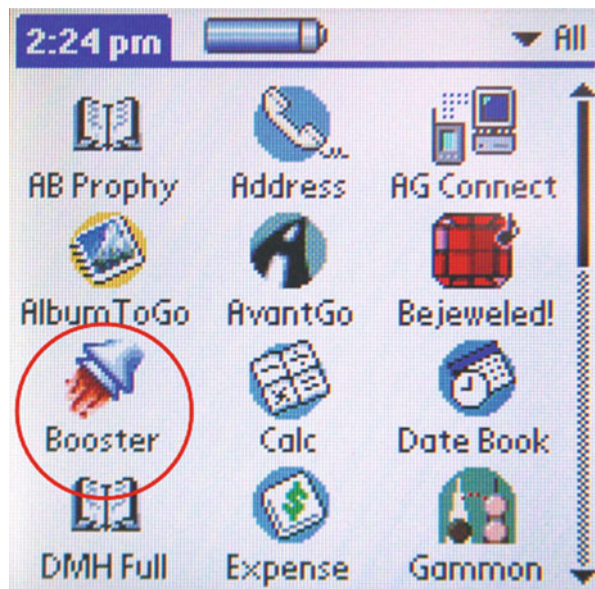 2:24 pm All
AB Prophy Address AG Connect
AlbumToGo AvantGo Bejeweled!
Booster Calc Date Book
DMH Full Expense Gammon